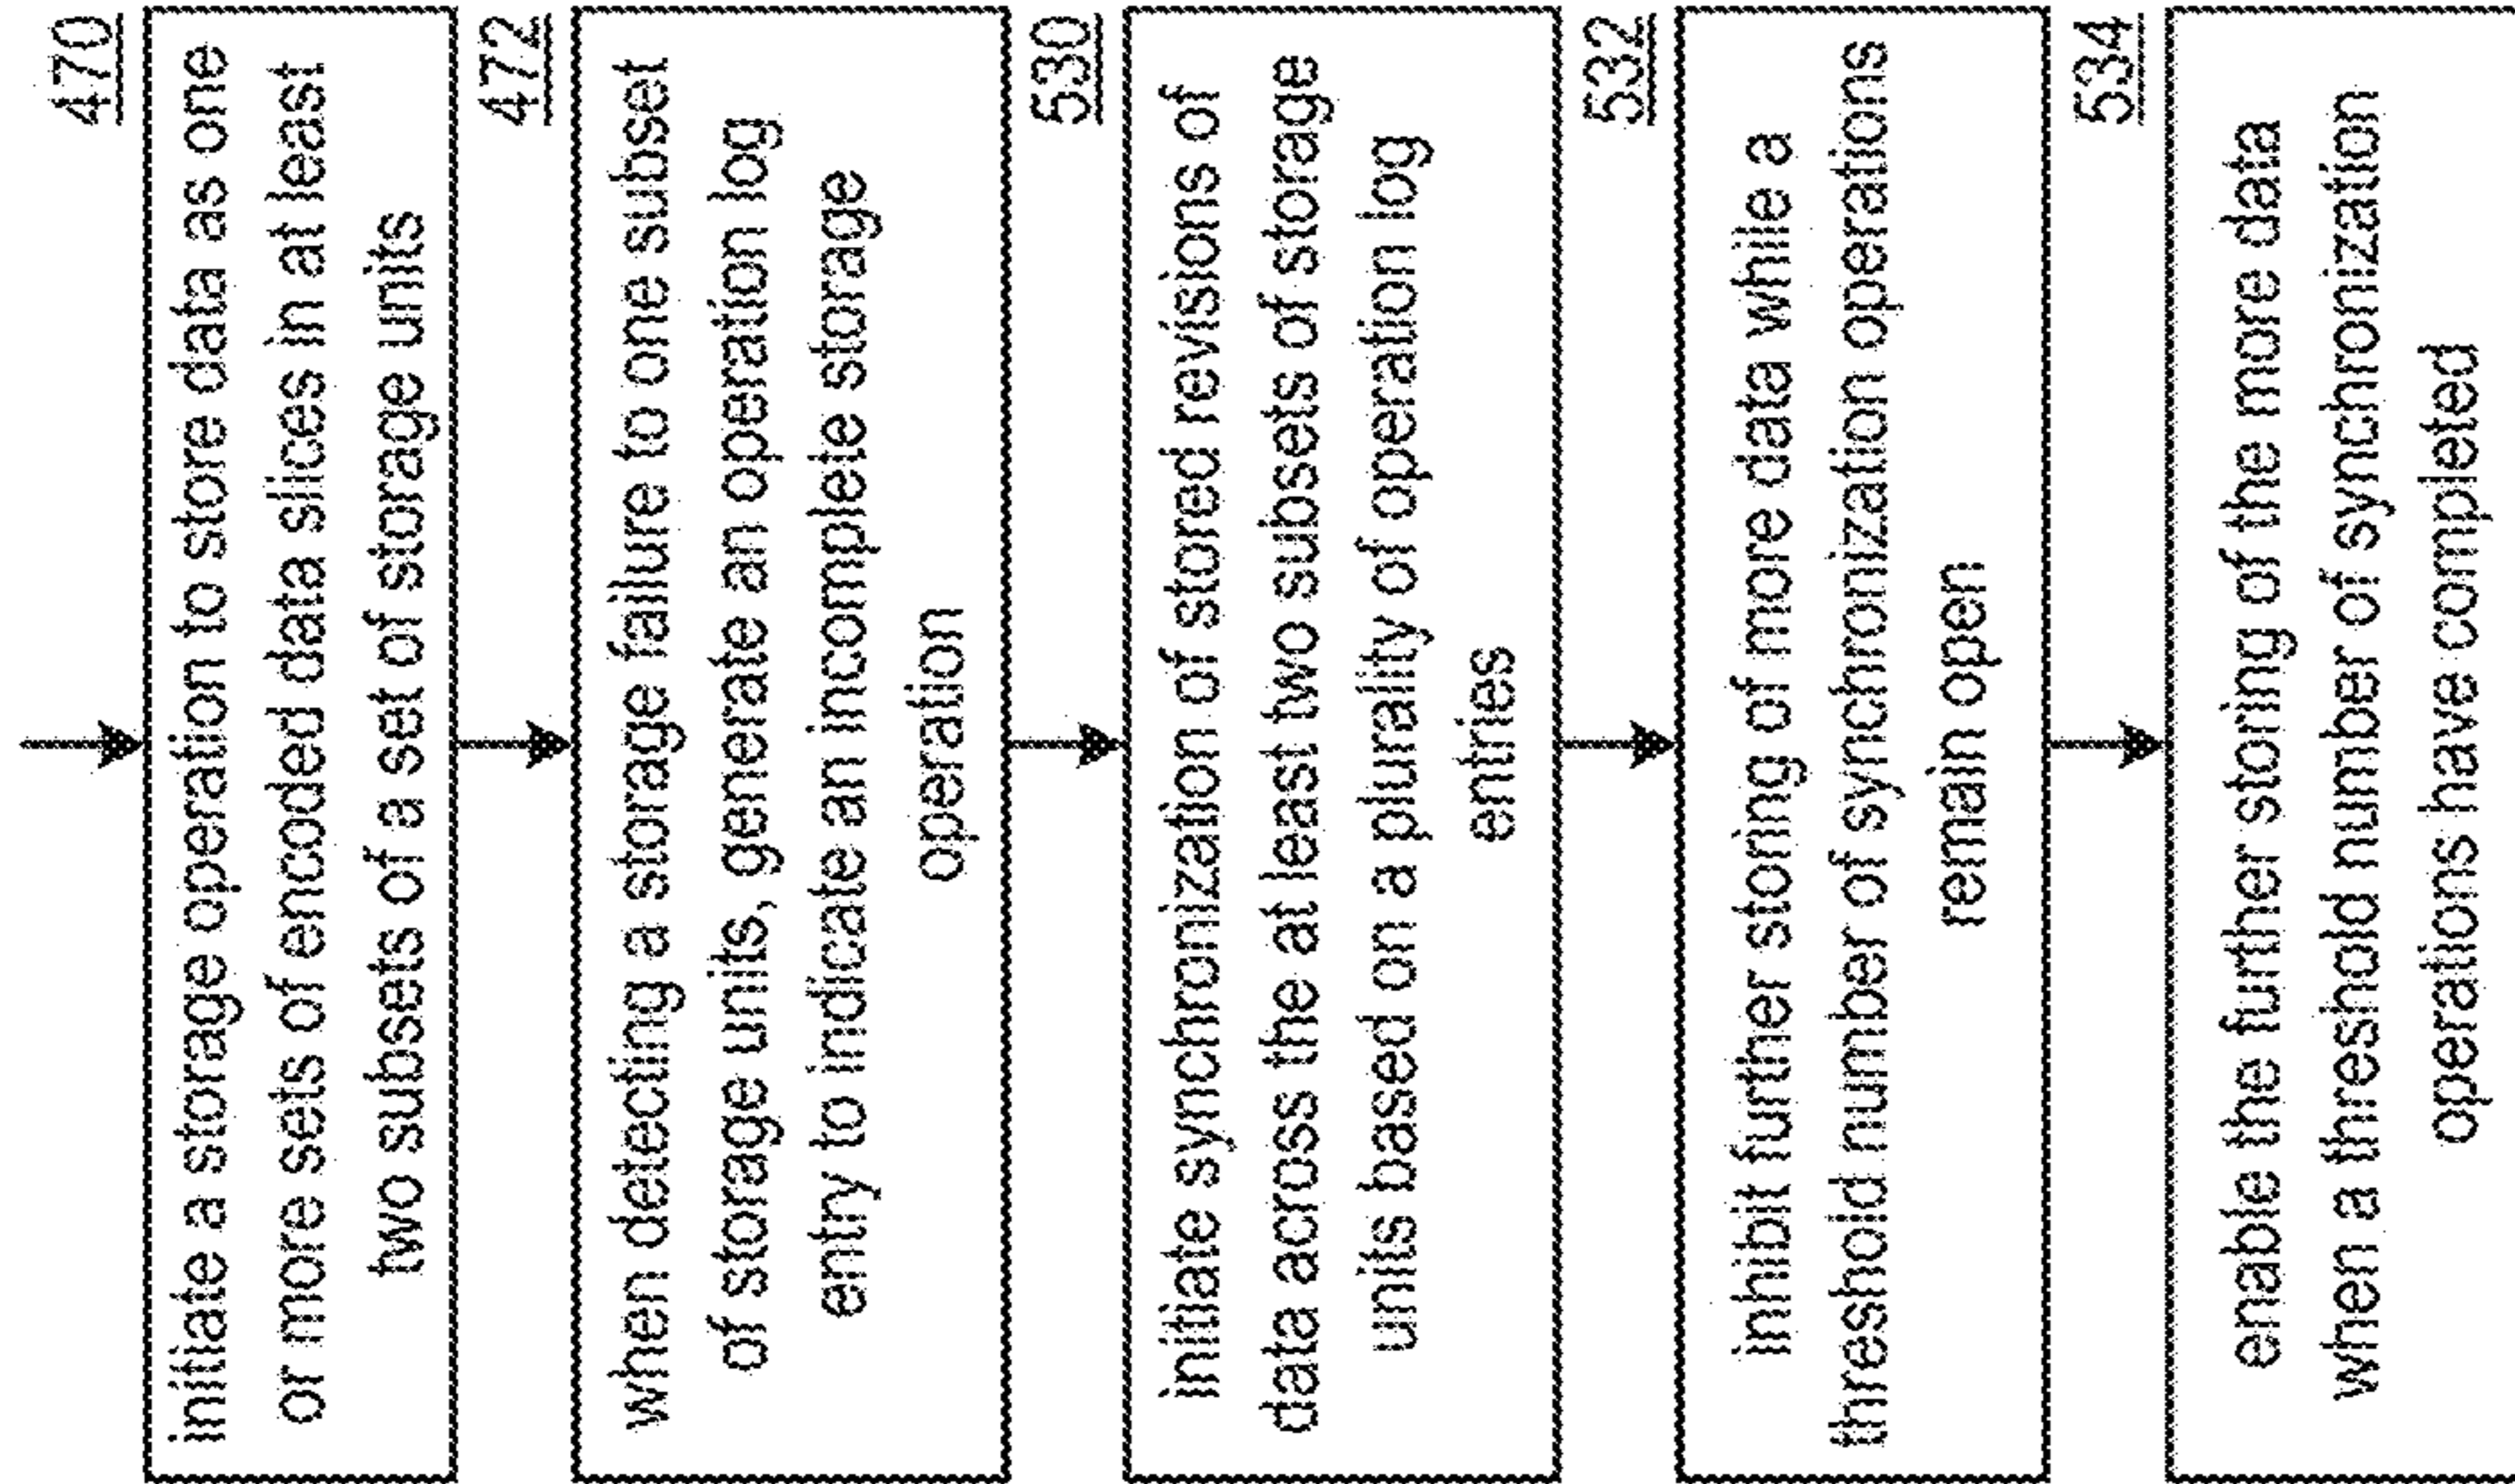 470
initiate a storage operation to store data as one
or more sets of encoded data slices in at least
two subsets of a set of storage units
472
when detecting a storage failure to one subset
of storage units, generate an operation log
entry to indicate an incomplete storage
operation
530
initiate synchronization of stored revisions of
data across the at least two subsets of storage
units based on a plurality of operation log
entries
532
inhibit further storing of more data while a
threshold number of synchronization operations
remain open
534
enable the further storing of the more data
when a threshold number of synchronization
operations have completed